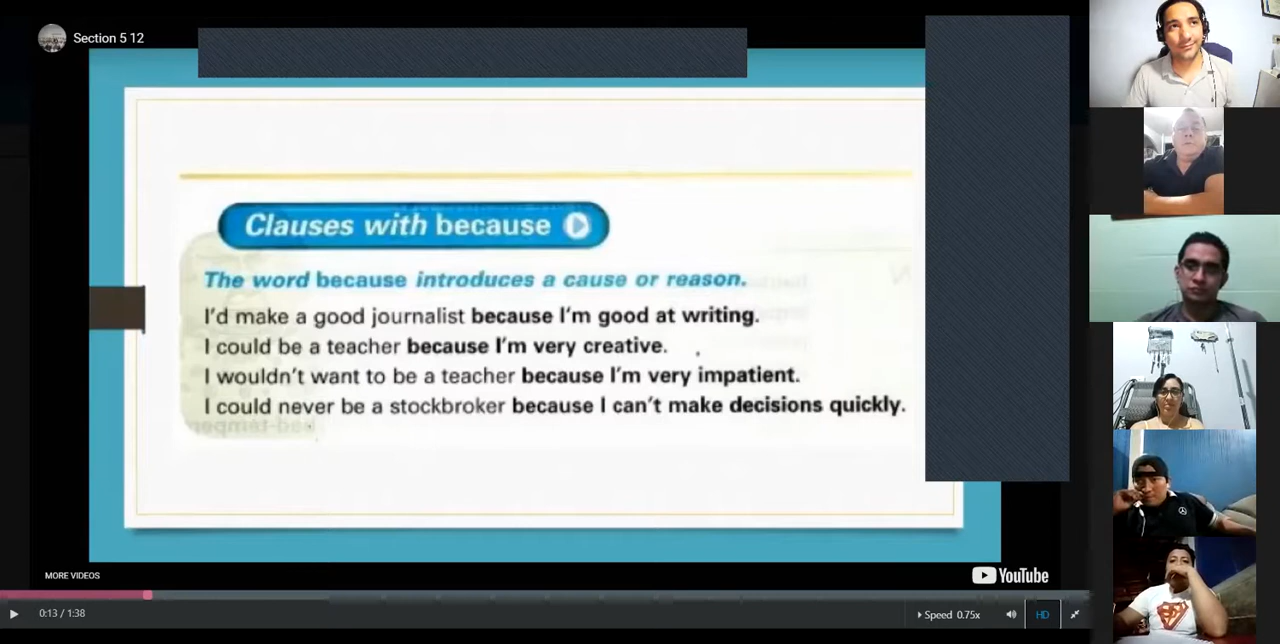 Section 5 12
Clauses with because
The word because introduces a cause or reason.
I'd make a good journalist because I'm good at writing.
I could be a teacher because I'm very creative.
I wouldn't want to be a teacher because I'm very impatient.
I could never be a stockbroker because I can't make decisions quickly.
MORE VIDEOS
YouTube
0:13 / 1:38
Speed 0.75x
HD